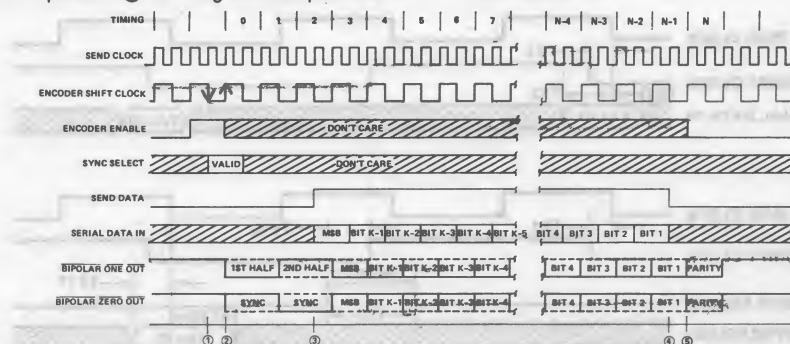 TIMING 0 1 2 3 4 5 6 7 N-4 N-3 N-2 N-1 N
SEND CLOCK
ENCODER SHIFT CLOCK
ENCODER ENABLE DON'T CARE
SYNC SELECT VALID DON'T CARE
SEND DATA
SERIAL DATA IN MSB BIT K-1 BIT K-2 BIT K-3 BIT K-4 BIT K-5 BIT 4 BIT 3 BIT 2 BIT 1
BIPOLAR ONE OUT 1ST HALF 2ND HALF MSB BIT K-1 BIT K-2 BIT K-3 BIT K-4 BIT 4 BIT 3 BIT 2 BIT 1 PARITY
BIPOLAR ZERO OUT SYNC SYNC MSB BIT K-1 BIT K-2 BIT K-3 BIT K-4 BIT 4 BIT 3 BIT 2 BIT 1 PARITY
① ② ③ ④ ⑤